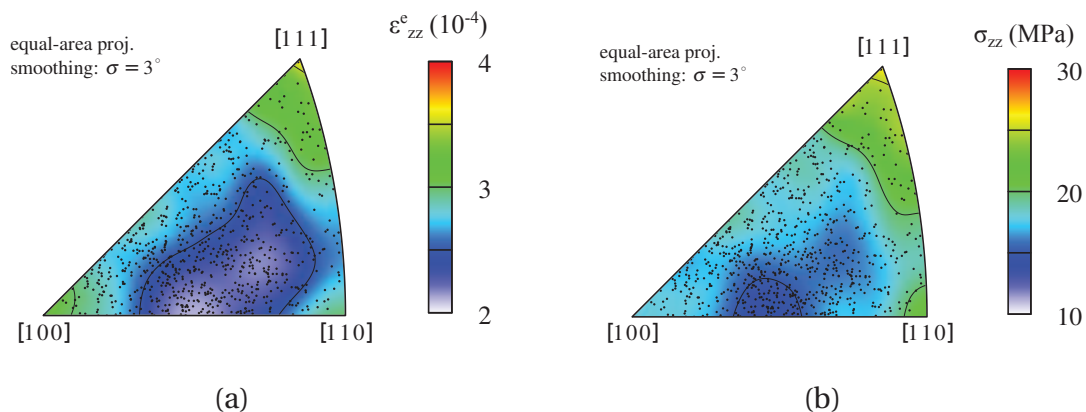 equal-area proj.
smoothing: σ = 3°
[111]
ε^e_zz (10^-4)
4
3
2
[100]
[110]
(a)
equal-area proj.
smoothing: σ = 3°
[111]
σ_zz (MPa)
30
20
10
[100]
[110]
(b)